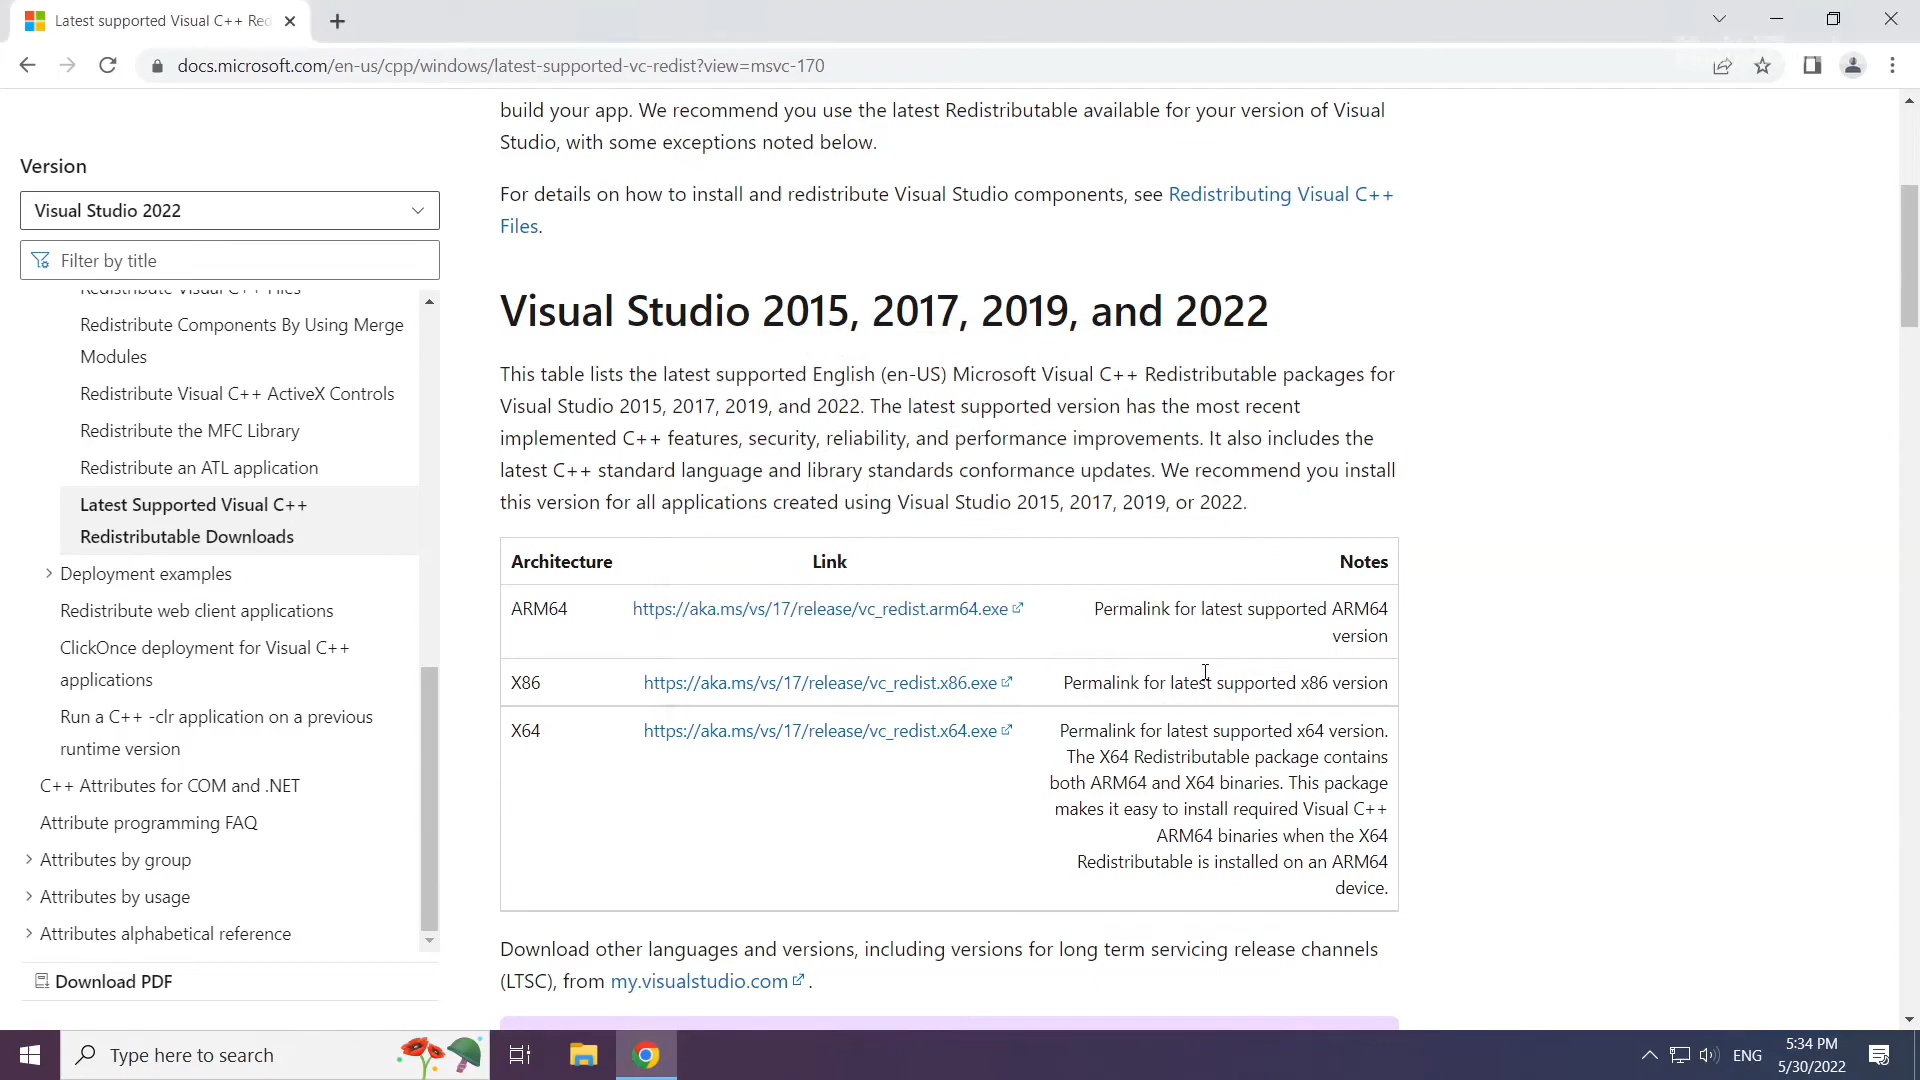 Latest supported Visual C++ Red
docs.microsoft.com/en-us/cpp/windows/latest-supported-vc-redist?view=msvc-170
Version
Visual Studio 2022
Filter by title
Redistribute Visual C++ Files
Redistribute Components By Using Merge
Modules
Redistribute Visual C++ ActiveX Controls
Redistribute the MFC Library
Redistribute an ATL application
Latest Supported Visual C++
Redistributable Downloads
Deployment examples
Redistribute web client applications
ClickOnce deployment for Visual C++
applications
Run a C++ -clr application on a previous
runtime version
C++ Attributes for COM and .NET
Attribute programming FAQ
Attributes by group
Attributes by usage
Attributes alphabetical reference
Download PDF
build your app. We recommend you use the latest Redistributable available for your version of Visual
Studio, with some exceptions noted below.
For details on how to install and redistribute Visual Studio components, see Redistributing Visual C++
Files.
Visual Studio 2015, 2017, 2019, and 2022
This table lists the latest supported English (en-US) Microsoft Visual C++ Redistributable packages for
Visual Studio 2015, 2017, 2019, and 2022. The latest supported version has the most recent
implemented C++ features, security, reliability, and performance improvements. It also includes the
latest C++ standard language and library standards conformance updates. We recommend you install
this version for all applications created using Visual Studio 2015, 2017, 2019, or 2022.
Architecture Link Notes
ARM64 https://aka.ms/vs/17/release/vc_redist.arm64.exe Permalink for latest supported ARM64
version
X86 https://aka.ms/vs/17/release/vc_redist.x86.exe Permalink for latest supported x86 version
X64 https://aka.ms/vs/17/release/vc_redist.x64.exe Permalink for latest supported x64 version.
The X64 Redistributable package contains
both ARM64 and X64 binaries. This package
makes it easy to install required Visual C++
ARM64 binaries when the X64
Redistributable is installed on an ARM64
device.
Download other languages and versions, including versions for long term servicing release channels
(LTSC), from my.visualstudio.com .
Type here to search
ENG
5:34 PM
5/30/2022